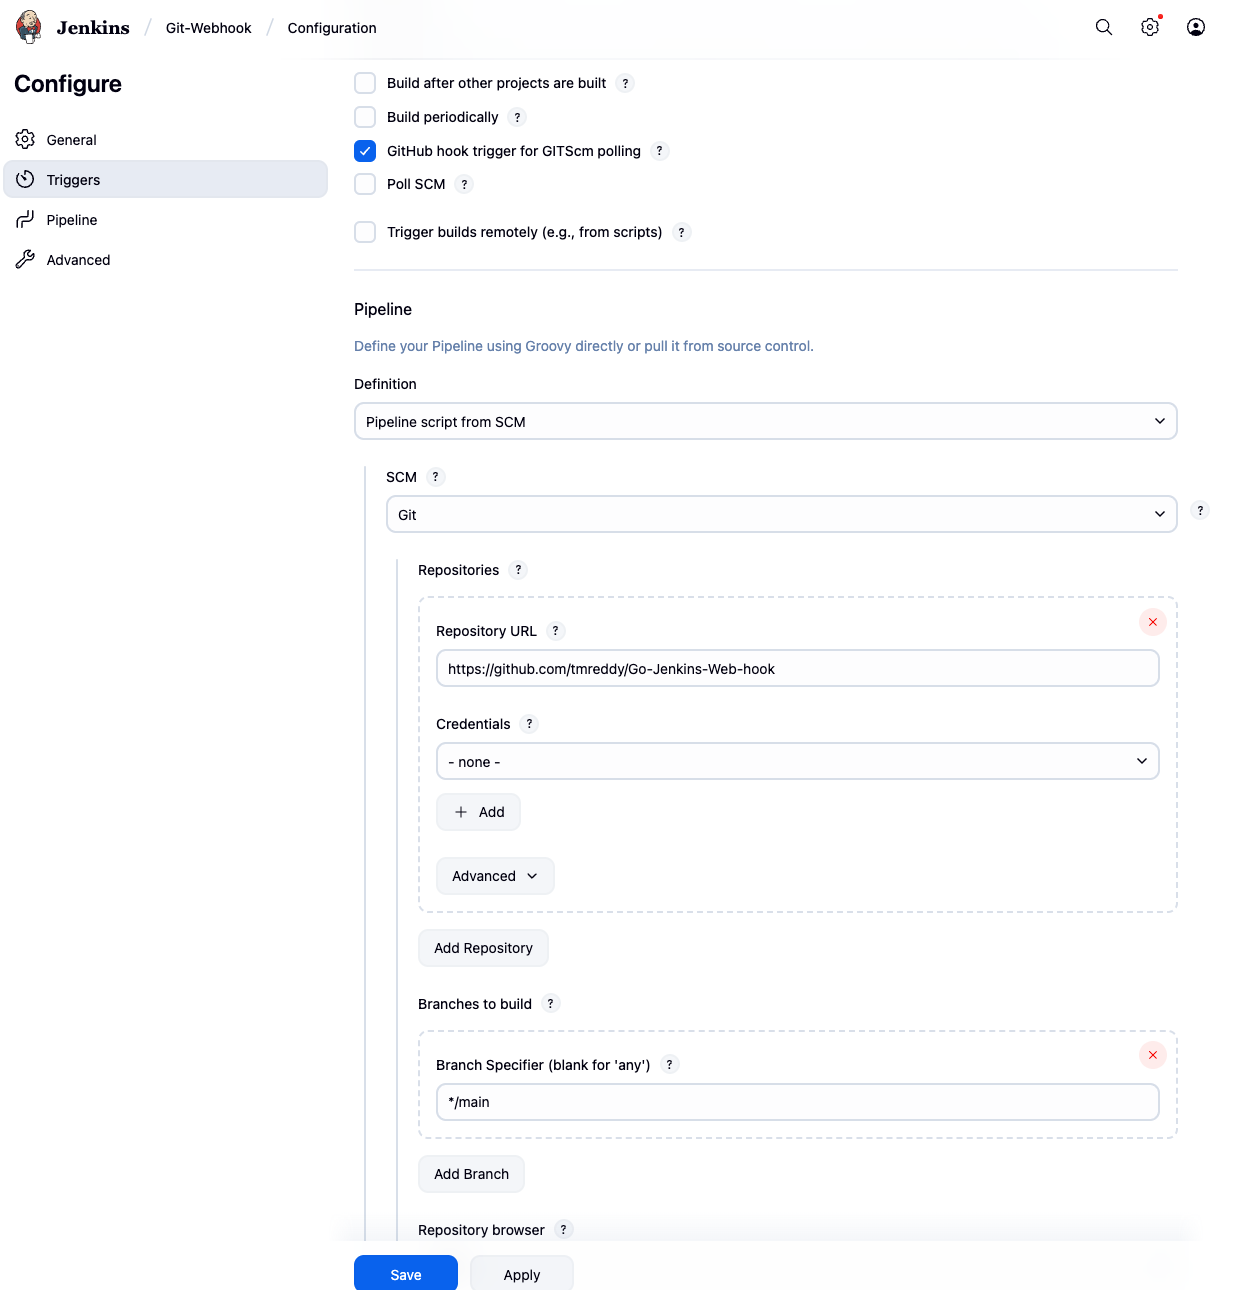 Jenkins / Git-Webhook / Configuration
Configure
General
Triggers
Pipeline
Advanced
Build after other projects are built ?
Build periodically ?
GitHub hook trigger for GITScm polling ?
Poll SCM ?
Trigger builds remotely (e.g., from scripts) ?
Pipeline
Define your Pipeline using Groovy directly or pull it from source control.
Definition
Pipeline script from SCM
SCM ?
Git
?
Repositories ?
Repository URL ?
https://github.com/tmreddy/Go-Jenkins-Web-hook
Credentials ?
- none -
+ Add
Advanced
Add Repository
Branches to build ?
Branch Specifier (blank for 'any') ?
*/main
Add Branch
Repository browser ?
Save
Apply